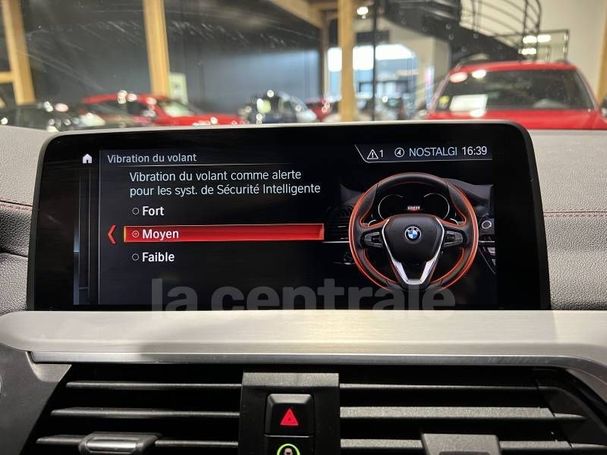 Vibration du volant
1 NOSTALGI 16:39
Vibration du volant comme alerte
pour les syst. de Sécurité Intelligente
Fort
Moyen
Faible
la centrale